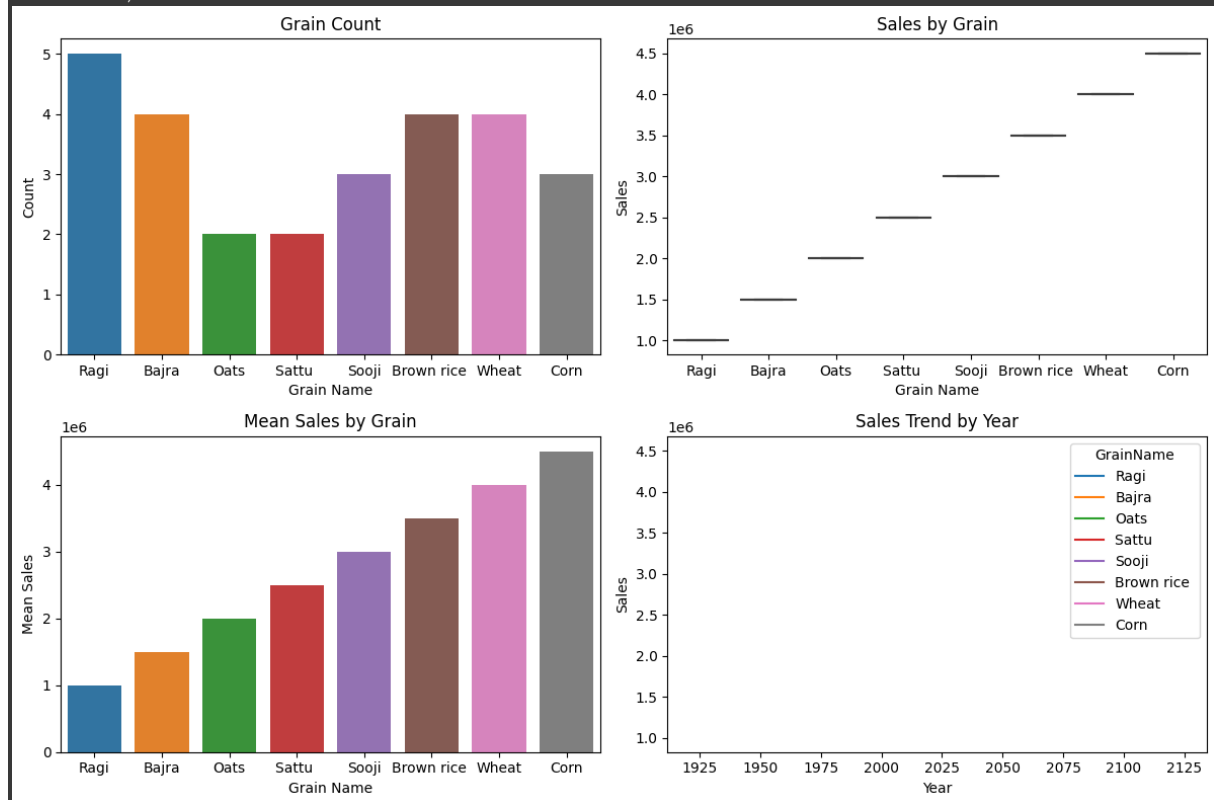 Grain Count
5
4
3
2
1
0
Count
Ragi Bajra Oats Sattu Sooji Brown rice Wheat Corn
Grain Name
Sales by Grain
1e6
4.5
4.0
3.5
3.0
2.5
2.0
1.5
1.0
Sales
Ragi Bajra Oats Sattu Sooji Brown rice Wheat Corn
Grain Name
Mean Sales by Grain
1e6
4
3
2
1
0
Mean Sales
Ragi Bajra Oats Sattu Sooji Brown rice Wheat Corn
Grain Name
Sales Trend by Year
1e6
4.5
4.0
3.5
3.0
2.5
2.0
1.5
1.0
Sales
GrainName
Ragi
Bajra
Oats
Sattu
Sooji
Brown rice
Wheat
Corn
1925 1950 1975 2000 2025 2050 2075 2100 2125
Year